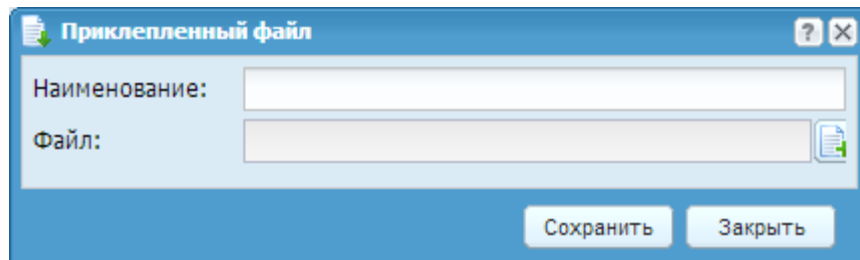 Приклепленный файл
Наименование:
Файл:
Сохранить Закрыть